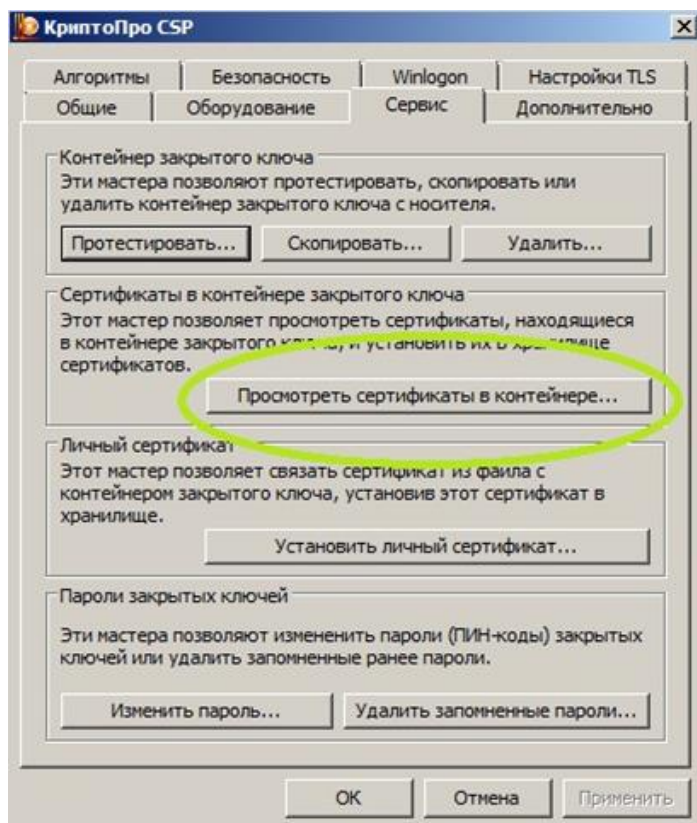 КриптоПро CSP
Алгоритмы Безопасность Winlogon Настройки TLS
Общие Оборудование Сервис Дополнительно
Контейнер закрытого ключа
Эти мастера позволяют протестировать, скопировать или
удалить контейнер закрытого ключа с носителя.
Протестировать... Скопировать... Удалить...
Сертификаты в контейнере закрытого ключа
Этот мастер позволяет просмотреть сертификаты, находящиеся
в контейнере закрытого ключа, и установить их в хранилище
сертификатов.
Просмотреть сертификаты в контейнере...
Личный сертификат
Этот мастер позволяет связать сертификат из файла с
контейнером закрытого ключа, установив этот сертификат в
хранилище.
Установить личный сертификат...
Пароли закрытых ключей
Эти мастера позволяют измененить пароли (ПИН-коды) закрытых
ключей или удалить запомненные ранее пароли.
Изменить пароль... Удалить запомненные пароли...
ОК Отмена Применить